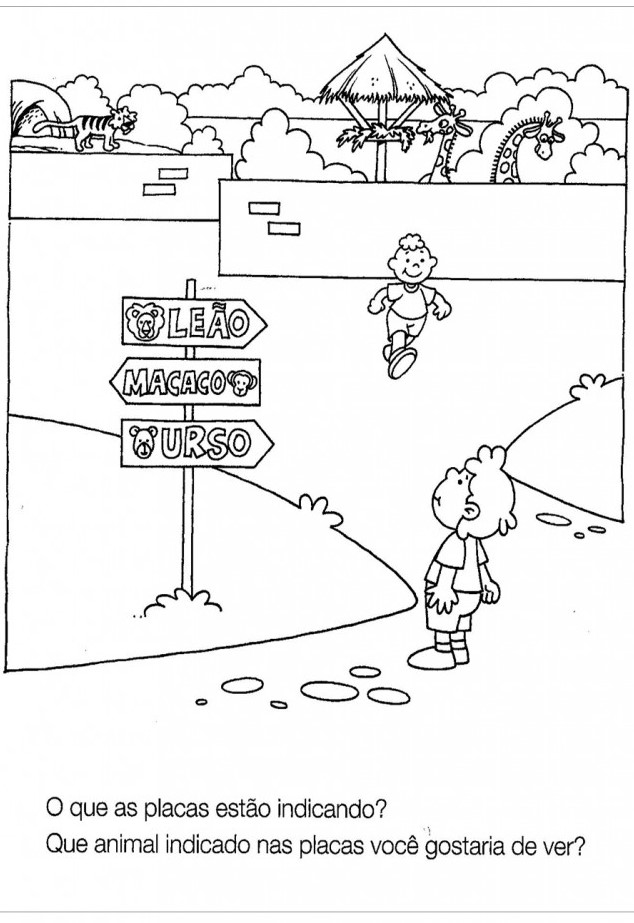 LEÃO
MACACO
URSO
O que as placas estão indicando?
Que animal indicado nas placas você gostaria de ver?